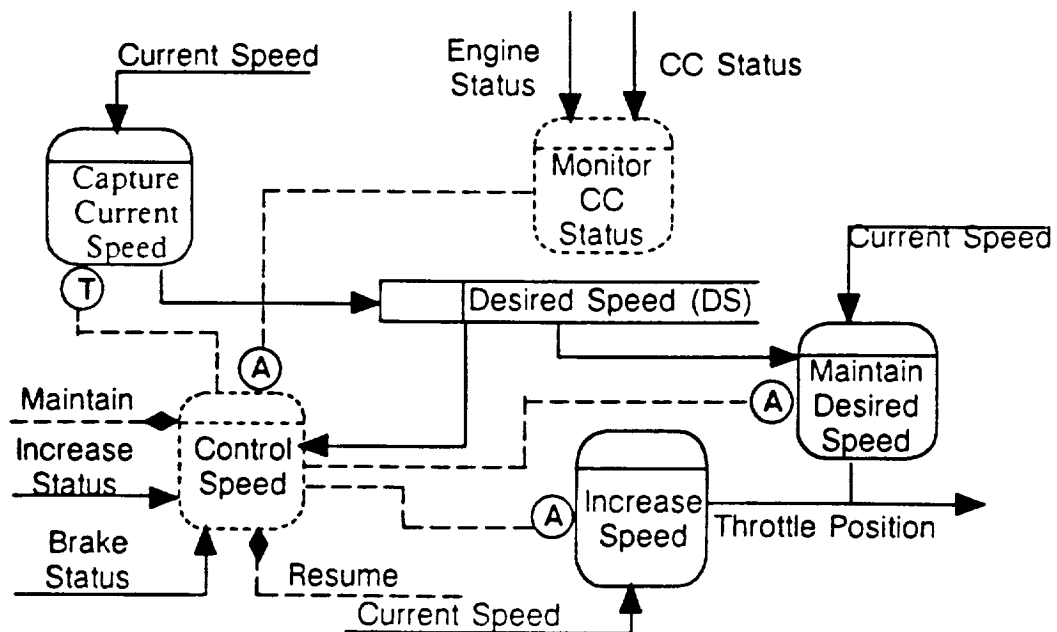 Current Speed
Engine
Status
CC Status
Capture
Current
Speed
T
Monitor
CC
Status
Current Speed
Desired Speed (DS)
A
Maintain
Desired
Speed
A
Maintain
Increase
Status
Control
Speed
A
Increase
Speed
Throttle Position
Brake
Status
Resume
Current Speed